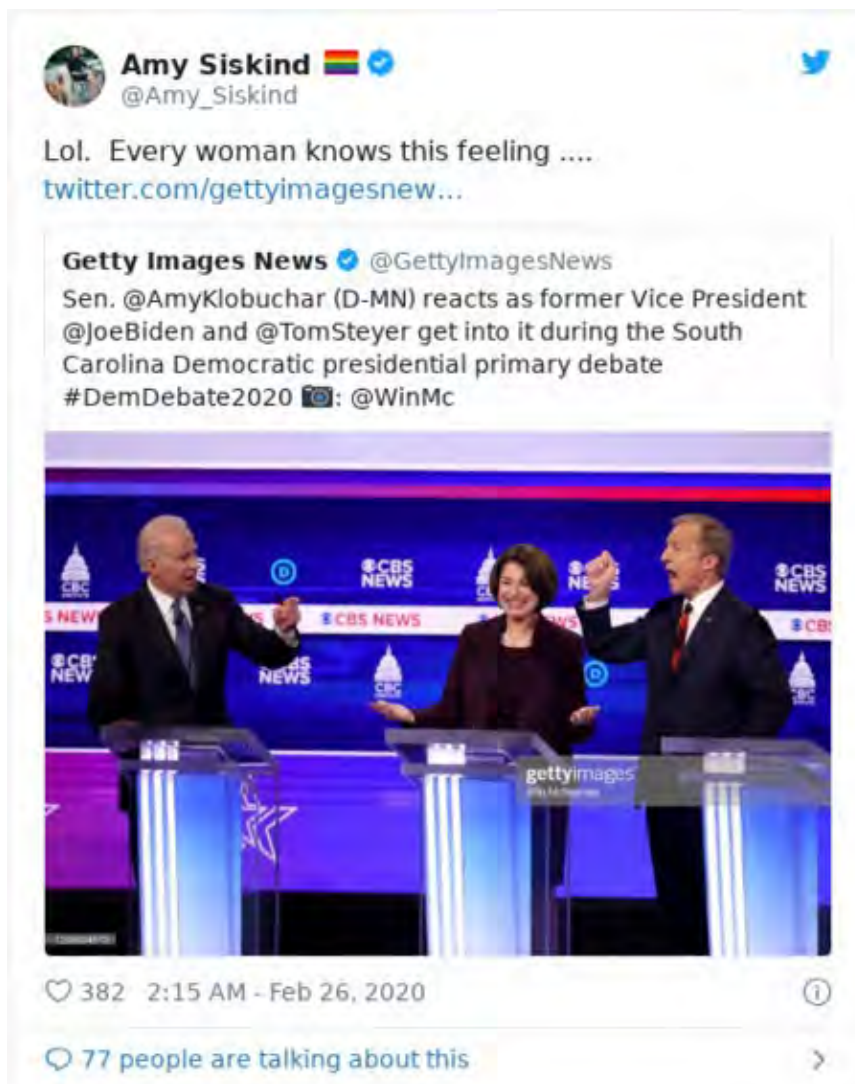 Amy Siskind
@Amy_Siskind
Lol. Every woman knows this feeling ....
twitter.com/gettyimagesnew...
Getty Images News @GettyImagesNews
Sen. @AmyKlobuchar (D-MN) reacts as former Vice President
@JoeBiden and @TomSteyer get into it during the South
Carolina Democratic presidential primary debate
#DemDebate2020 : @WinMc
CBS NEWS
CBS NEWS
CBS NEWS
CBS NEWS
gettyimages
382 2:15 AM - Feb 26, 2020
77 people are talking about this